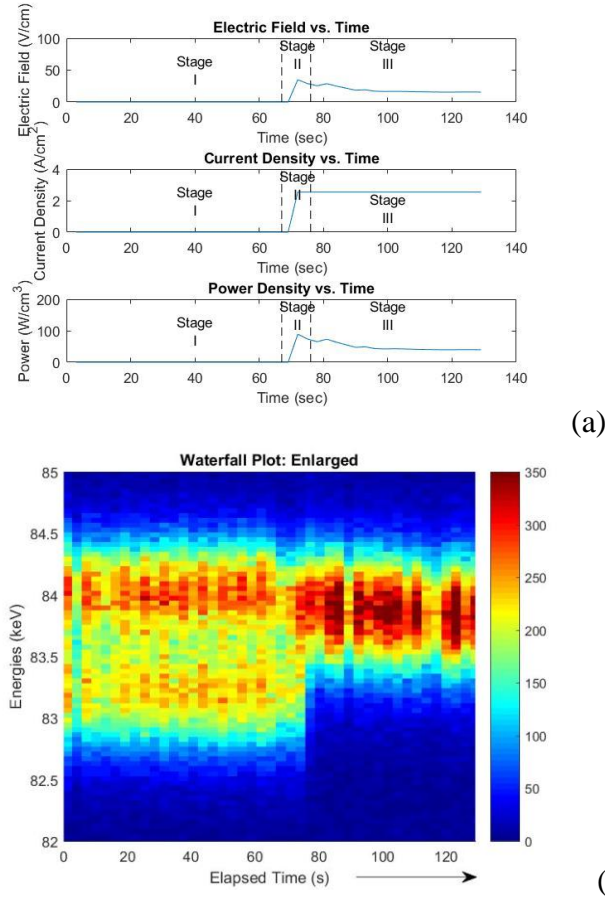 Electric Field vs. Time
Electric Field (V/cm)
100
50
0
Stage
I
Stage
II
Stage
III
0 20 40 60 80 100 120 140
Time (sec)
Current Density vs. Time
Current Density (A/cm2)
4
2
0
Stage
I
Stage
II
Stage
III
0 20 40 60 80 100 120 140
Time (sec)
Power Density vs. Time
Power (W/cm3)
200
100
0
Stage
I
Stage
II
Stage
III
0 20 40 60 80 100 120 140
Time (sec)
(a)
Waterfall Plot: Enlarged
Energies (keV)
85
84.5
84
83.5
83
82.5
82
0 20 40 60 80 100 120
Elapsed Time (s)
350
300
250
200
150
100
50
0
(